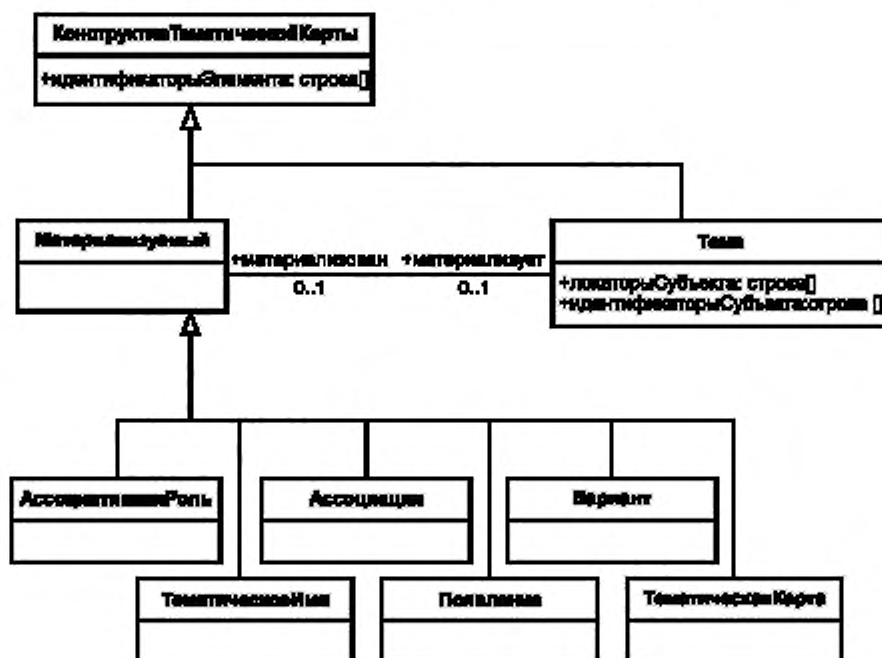 КонструктивТематическойКарты
+идентификаторыЭлемента: строка[]
Материализуемый
+материализован
+материализует
0..1
0..1
Тема
+локаторыСубъекта: строка[]
+идентификаторыСубъекта:строка []
АссоциативнаяРоль
Ассоциация
Вариант
ТематическоеИмя
Появление
ТематическаяКарта